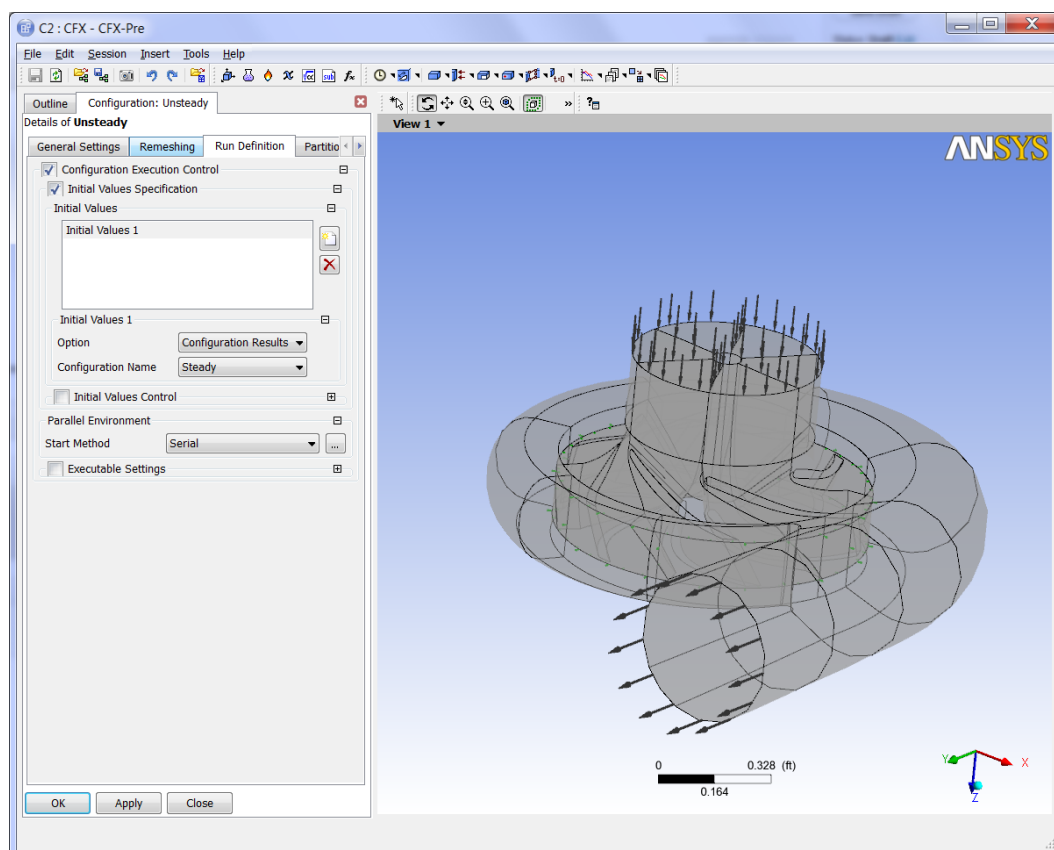 C2 : CFX - CFX-Pre
File Edit Session Insert Tools Help
Outline Configuration: Unsteady
Details of Unsteady
View 1
General Settings Remeshing Run Definition Partitio
ANSYS
Configuration Execution Control
Initial Values Specification
Initial Values
Initial Values 1
Initial Values 1
Option Configuration Results
Configuration Name Steady
Initial Values Control
Parallel Environment
Start Method Serial ...
Executable Settings
0 0.328 (ft)
0.164
Y X
Z
OK Apply Close